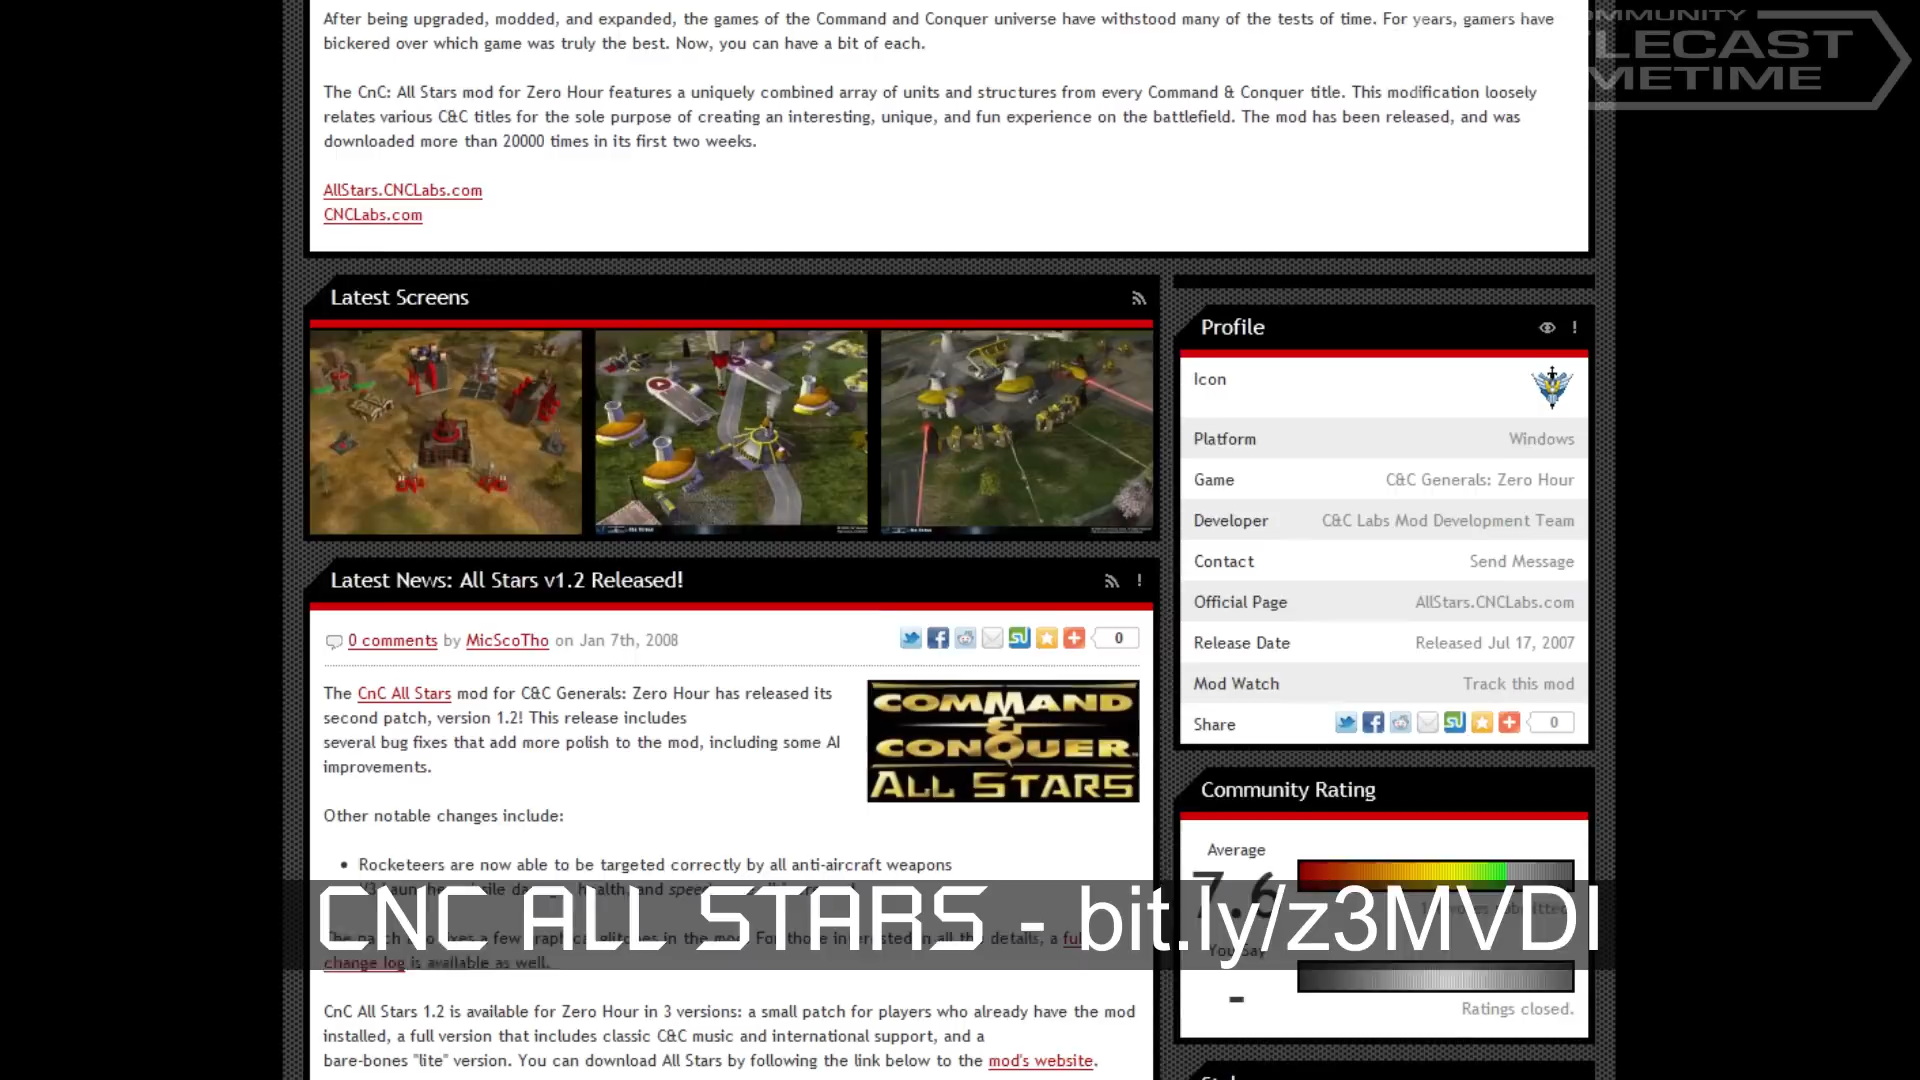 After being upgraded, modded, and expanded, the games of the Command and Conquer universe have withstood many of the tests of time. For years, gamers have
bickered over which game was truly the best. Now, you can have a bit of each.
The CnC: All Stars mod for Zero Hour features a uniquely combined array of units and structures from every Command & Conquer title. This modification loosely
relates various C&C titles for the sole purpose of creating an interesting, unique, and fun experience on the battlefield. The mod has been released, and was
downloaded more than 20000 times in its first two weeks.
AllStars.CNCLabs.com
CNCLabs.com
Latest Screens
Latest News: All Stars v1.2 Released!
0 comments by MicScoTho on Jan 7th, 2008
0
The CnC All Stars mod for C&C Generals: Zero Hour has released its
second patch, version 1.2! This release includes
several bug fixes that add more polish to the mod, including some AI
improvements.
COMMAND
&
CONQUER
ALL STARS
Other notable changes include:
• Rocketeers are now able to be targeted correctly by all anti-aircraft weapons
health, and
change log is available as well.
CnC All Stars 1.2 is available for Zero Hour in 3 versions: a small patch for players who already have the mod
installed, a full version that includes classic C&C music and international support, and a
bare-bones "lite" version. You can download All Stars by following the link below to the mod's website.
Profile
Icon
Platform Windows
Game C&C Generals: Zero Hour
Developer C&C Labs Mod Development Team
Contact Send Message
Official Page AllStars.CNCLabs.com
Release Date Released Jul 17, 2007
Mod Watch Track this mod
Share 0
Community Rating
Average
7.6
You Say
-
Ratings closed.
CNC ALL STARS - bit.ly/z3MVDI